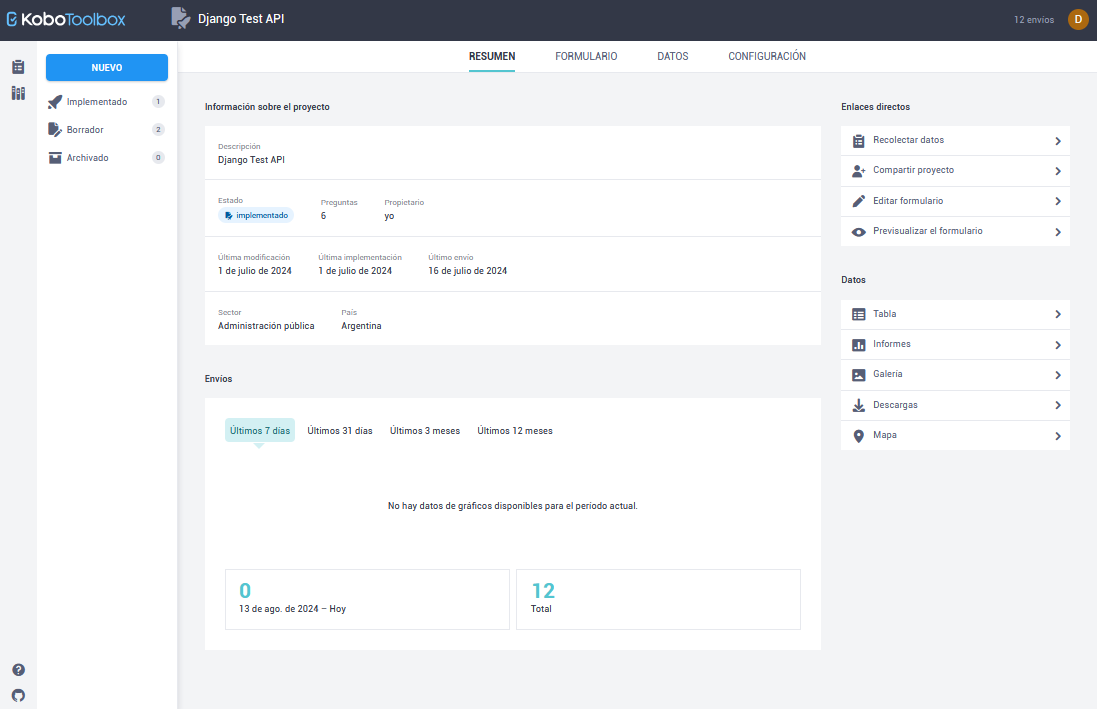 KoboToolbox
Django Test API
12 envíos
D
NUEVO
Implementado 1
Borrador 2
Archivado 0
RESUMEN FORMULARIO DATOS CONFIGURACIÓN
Información sobre el proyecto
Descripción
Django Test API
Estado Preguntas Propietario
implementado 6 yo
Última modificación Última implementación Último envío
1 de julio de 2024 1 de julio de 2024 16 de julio de 2024
Sector País
Administración pública Argentina
Envíos
Últimos 7 días Últimos 31 días Últimos 3 meses Últimos 12 meses
No hay datos de gráficos disponibles para el período actual.
0 12
13 de ago. de 2024 – Hoy Total
Enlaces directos
Recolectar datos
Compartir proyecto
Editar formulario
Previsualizar el formulario
Datos
Tabla
Informes
Galería
Descargas
Mapa